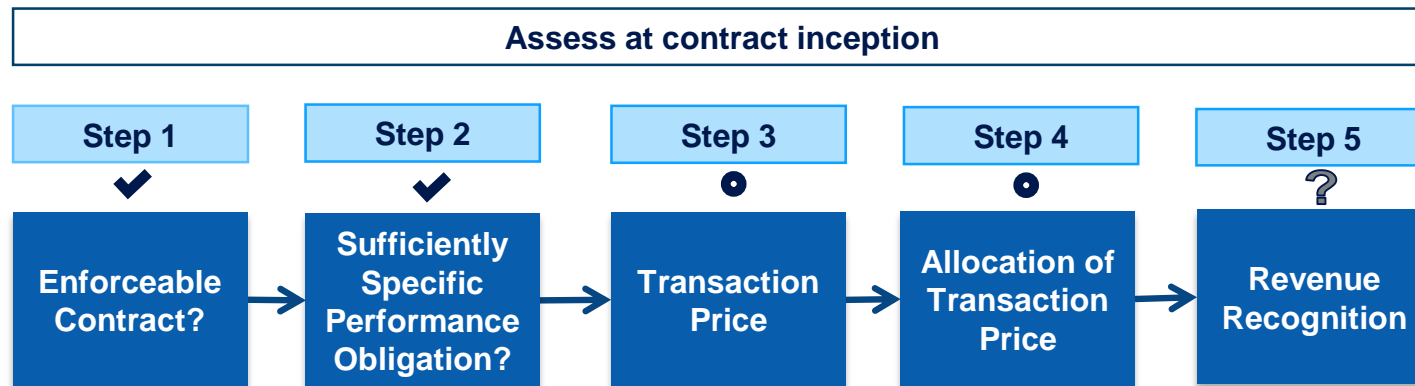 Assess at contract inception
Step 1
Step 2
Step 3
Step 4
Step 5
?
Enforceable
Contract?
Sufficiently
Specific
Performance
Obligation?
Transaction
Price
Allocation of
Transaction
Price
Revenue
Recognition